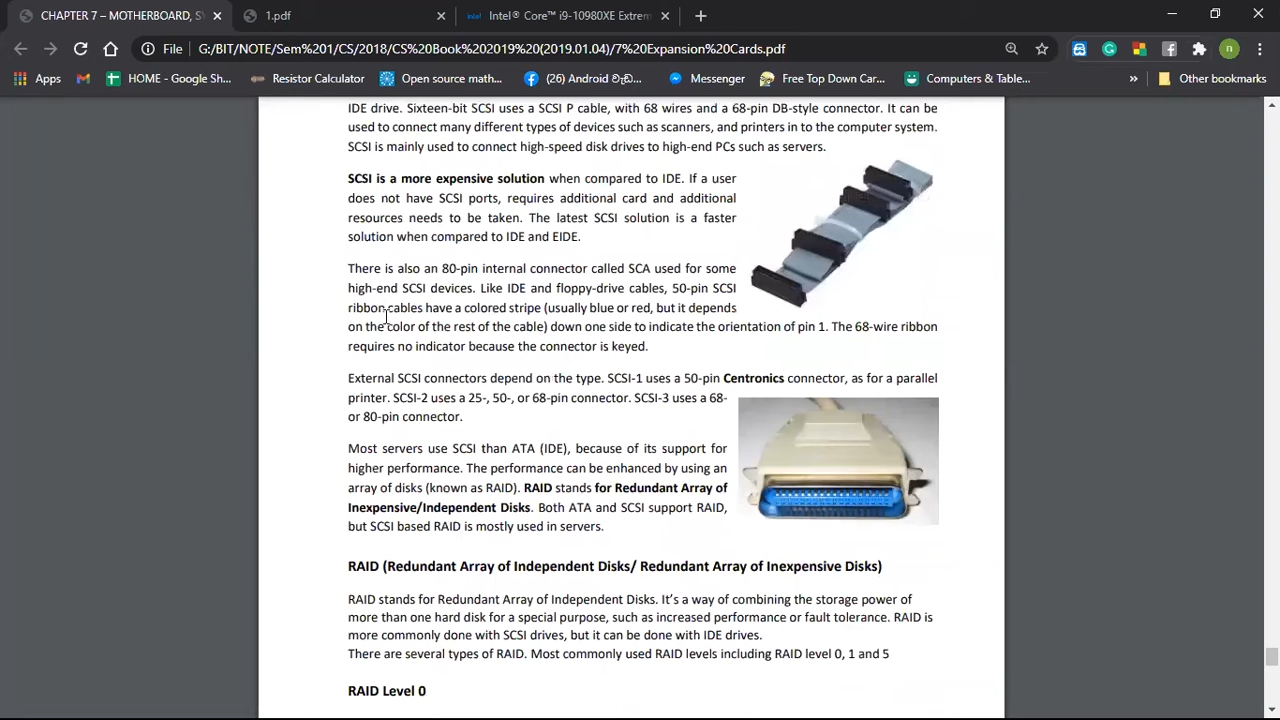 CHAPTER 7 – MOTHERBOARD, SY
1.pdf
intel Intel® Core™ i9-10980XE Extrem
File G:/BIT/NOTE/Sem%201/CS/2018/CS%20Book%202019%20(2019.01.04)/7%20Expansion%20Cards.pdf
n
Apps HOME - Google Sh... Resistor Calculator Open source math... Messenger Free Top Down Car... Computers & Table... » Other bookmarks
IDE drive. Sixteen-bit SCSI uses a SCSI P cable, with 68 wires and a 68-pin DB-style connector. It can be
used to connect many different types of devices such as scanners, and printers in to the computer system.
SCSI is mainly used to connect high-speed disk drives to high-end PCs such as servers.
SCSI is a more expensive solution when compared to IDE. If a user
does not have SCSI ports, requires additional card and additional
resources needs to be taken. The latest SCSI solution is a faster
solution when compared to IDE and EIDE.
There is also an 80-pin internal connector called SCA used for some
high-end SCSI devices. Like IDE and floppy-drive cables, 50-pin SCSI
ribbon cables have a colored stripe (usually blue or red, but it depends
on the color of the rest of the cable) down one side to indicate the orientation of pin 1. The 68-wire ribbon
requires no indicator because the connector is keyed.
External SCSI connectors depend on the type. SCSI-1 uses a 50-pin Centronics connector, as for a parallel
printer. SCSI-2 uses a 25-, 50-, or 68-pin connector. SCSI-3 uses a 68-
or 80-pin connector.
Most servers use SCSI than ATA (IDE), because of its support for
higher performance. The performance can be enhanced by using an
array of disks (known as RAID). RAID stands for Redundant Array of
Inexpensive/Independent Disks. Both ATA and SCSI support RAID,
but SCSI based RAID is mostly used in servers.
RAID (Redundant Array of Independent Disks/ Redundant Array of Inexpensive Disks)
RAID stands for Redundant Array of Independent Disks. It's a way of combining the storage power of
more than one hard disk for a special purpose, such as increased performance or fault tolerance. RAID is
more commonly done with SCSI drives, but it can be done with IDE drives.
There are several types of RAID. Most commonly used RAID levels including RAID level 0, 1 and 5
RAID Level 0